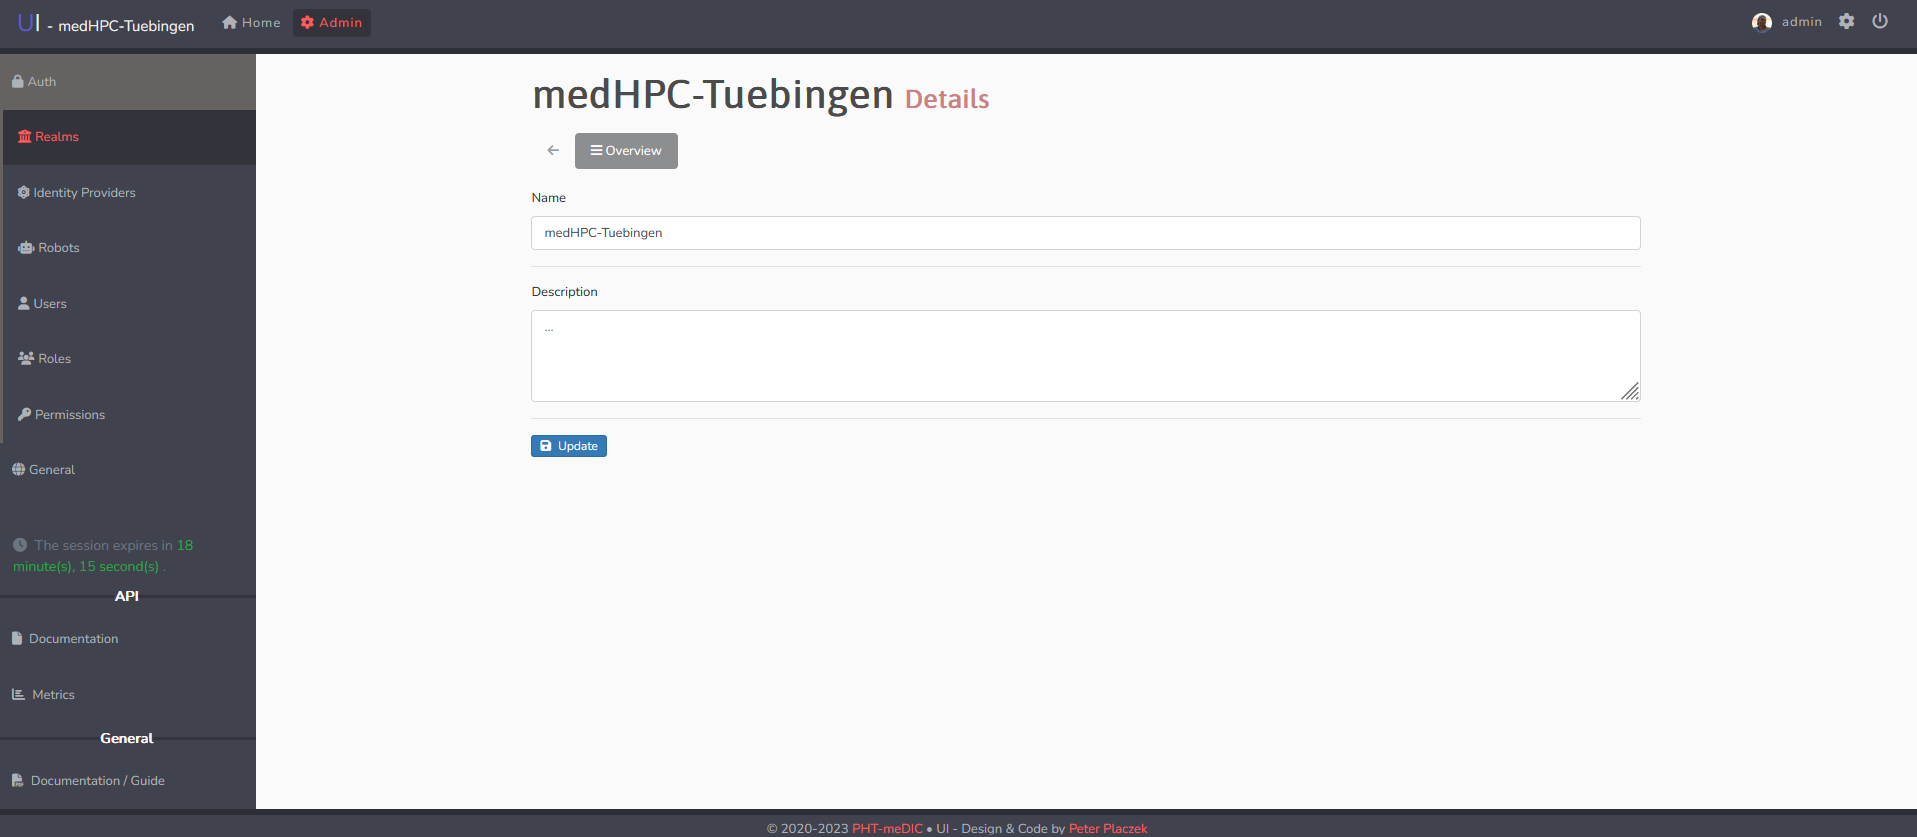 UI - medHPC-Tuebingen
Home
Admin
admin
Auth
Realms
Identity Providers
Robots
Users
Roles
Permissions
General
The session expires in 18
minute(s), 15 second(s) .
API
Documentation
Metrics
General
Documentation / Guide
medHPC-Tuebingen Details
Overview
Name
medHPC-Tuebingen
Description
...
Update
© 2020-2023 PHT-meDIC • UI - Design & Code by Peter Placzek